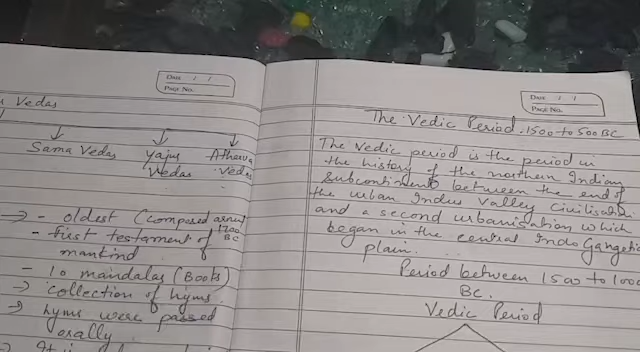 Date / /
Page No.
Vedas
Sama Vedas Yajus Atharva
Vedas Vedas
→ - oldest (composed around
1200 BC
- first testament of
mankind
- 10 mandalas (Books)
→ collection of hyms.
→ hyms were passed
orally
Date / /
Page No.
The Vedic Period . 1500 to 500 BC
The Vedic period is the period in
the history of the northern Indian
Subcontinent between the end of
the urban Indus Valley Civilisation
and a second urbanisation which
began in the central Indo Gangetic
plain.
Period between 1500 to 1000
BC.
Vedic Period